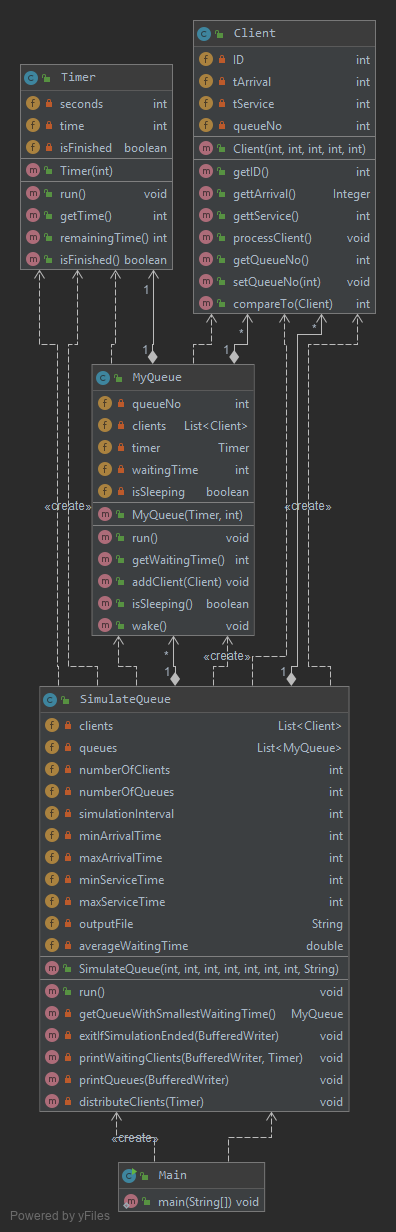 Client
ID int
tArrival int
tService int
queueNo int
Client(int, int, int, int, int)
getID() int
gettArrival() Integer
gettService() int
processClient() void
getQueueNo() int
setQueueNo(int) void
compareTo(Client) int
Timer
seconds int
time int
isFinished boolean
Timer(int)
run() void
getTime() int
remainingTime() int
isFinished() boolean
1
1
*
1
*
MyQueue
queueNo int
clients List<Client>
timer Timer
waitingTime int
isSleeping boolean
MyQueue(Timer, int)
run() void
getWaitingTime() int
addClient(Client) void
isSleeping() boolean
wake() void
«create»
«create»
*
«create»
1
1
SimulateQueue
clients List<Client>
queues List<MyQueue>
numberOfClients int
numberOfQueues int
simulationInterval int
minArrivalTime int
maxArrivalTime int
minServiceTime int
maxServiceTime int
outputFile String
averageWaitingTime double
SimulateQueue(int, int, int, int, int, int, int, String)
run() void
getQueueWithSmallestWaitingTime() MyQueue
exitIfSimulationEnded(BufferedWriter) void
printWaitingClients(BufferedWriter, Timer) void
printQueues(BufferedWriter) void
distributeClients(Timer) void
«create»
Main
main(String[]) void
Powered by yFiles